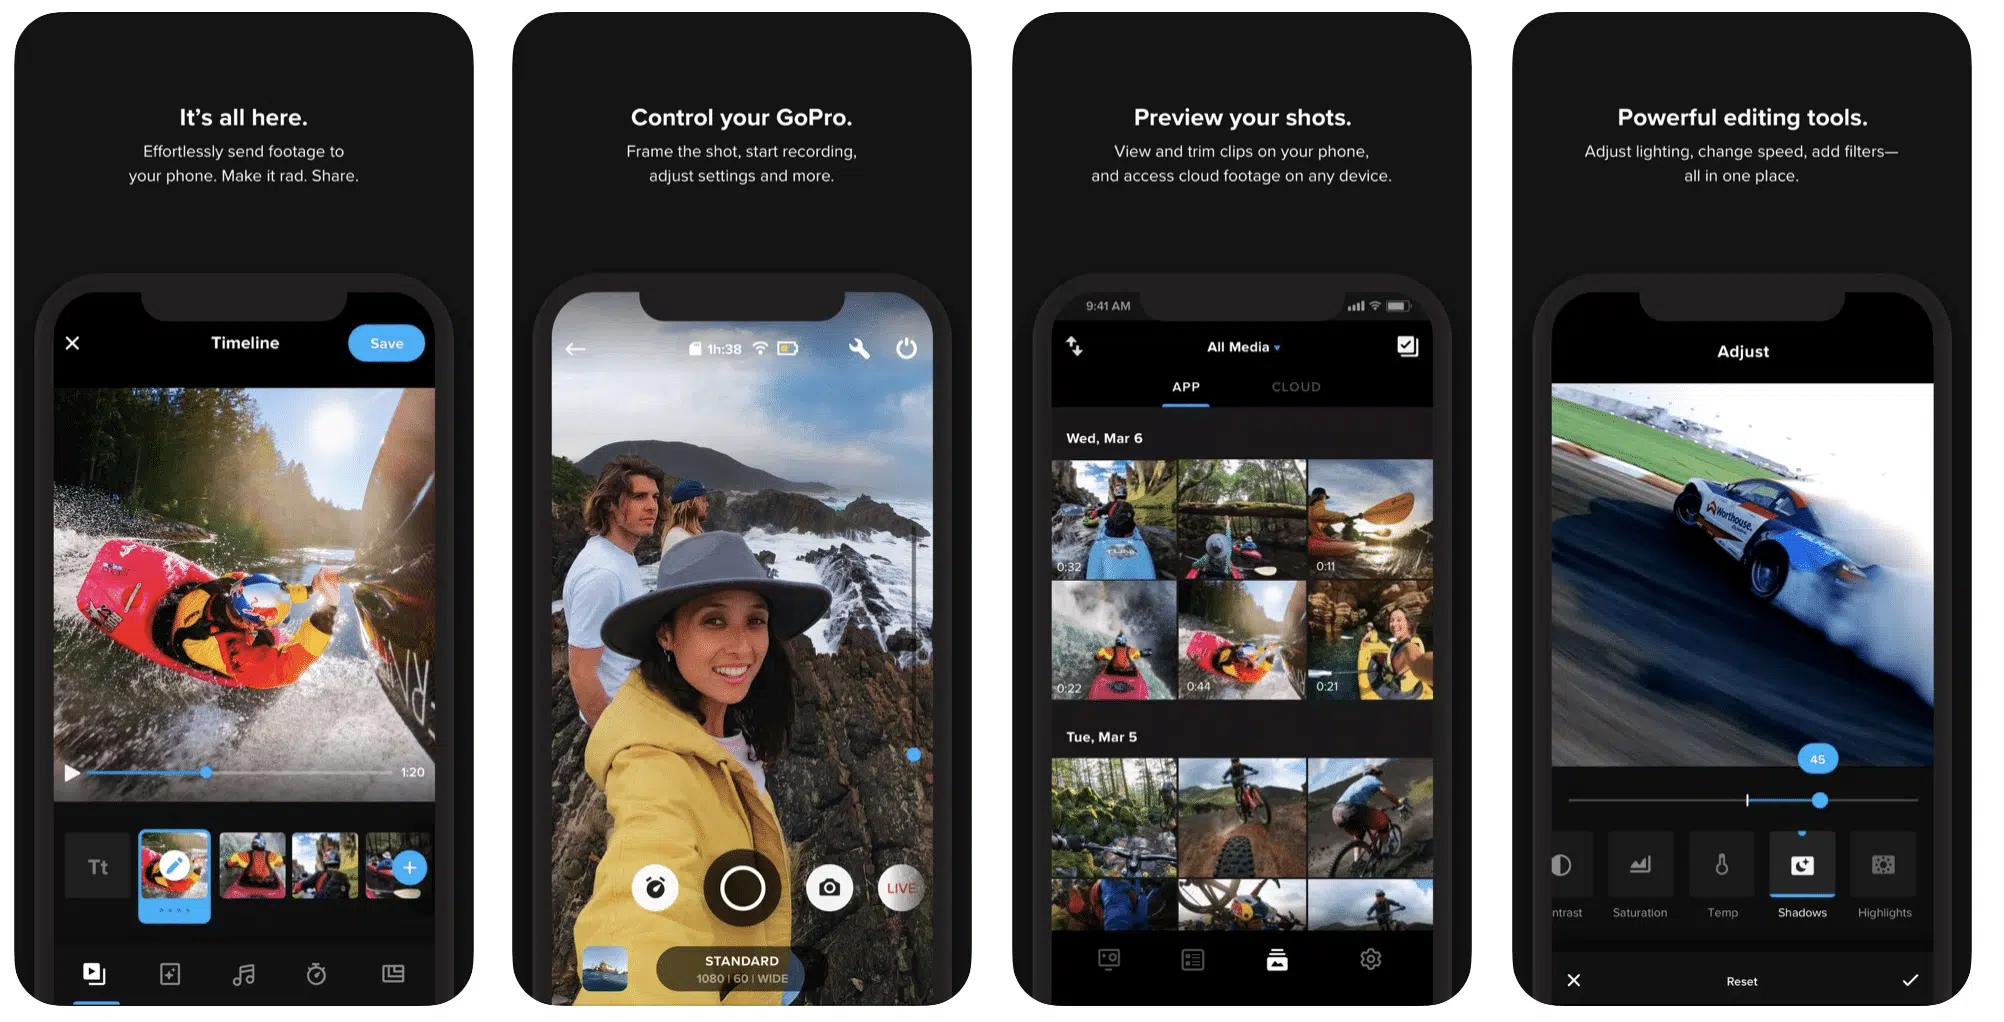 It's all here.
Effortlessly send footage to
your phone. Make it rad. Share.
Timeline
Save
1:20
Tt
Control your GoPro.
Frame the shot, start recording,
adjust settings and more.
1h:38
LIVE
STANDARD
1080 | 60 | WIDE
Preview your shots.
View and trim clips on your phone,
and access cloud footage on any device.
9:41 AM
All Media
APP
CLOUD
Wed, Mar 6
0:32
0:11
0:22
0:44
0:21
Tue, Mar 5
Powerful editing tools.
Adjust lighting, change speed, add filters—
all in one place.
Adjust
Worthouse
45
ntrast
Saturation
Temp
Shadows
Highlights
Reset